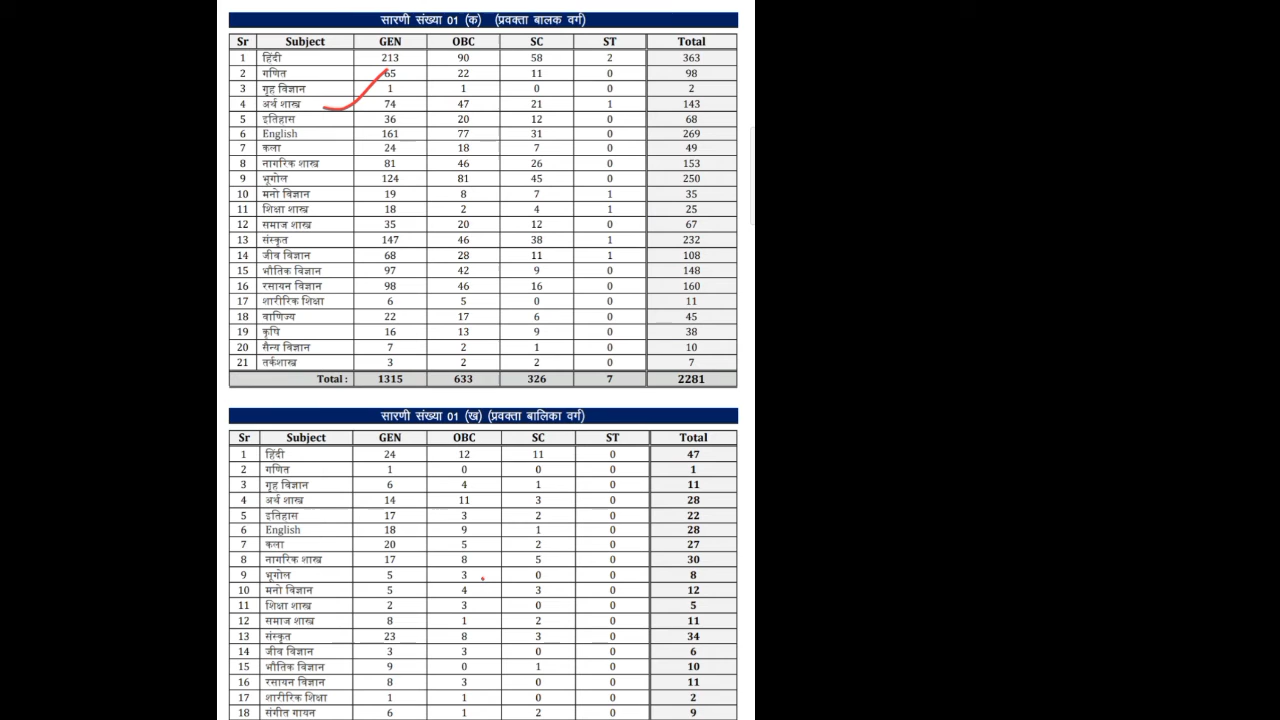 सारणी संख्या 01 (क) (प्रवक्ता बालक वर्ग)
Sr Subject GEN OBC SC ST Total
1 हिंदी 213 90 58 2 363
2 गणित 65 22 11 0 98
3 गृह विज्ञान 1 1 0 0 2
4 अर्थ शास्त्र 74 47 21 1 143
5 इतिहास 36 20 12 0 68
6 English 161 77 31 0 269
7 कला 24 18 7 0 49
8 नागरिक शास्त्र 81 46 26 0 153
9 भूगोल 124 81 45 0 250
10 मनो विज्ञान 19 8 7 1 35
11 शिक्षा शास्त्र 18 2 4 1 25
12 समाज शास्त्र 35 20 12 0 67
13 संस्कृत 147 46 38 1 232
14 जीव विज्ञान 68 28 11 1 108
15 भौतिक विज्ञान 97 42 9 0 148
16 रसायन विज्ञान 98 46 16 0 160
17 शारीरिक शिक्षा 6 5 0 0 11
18 वाणिज्य 22 17 6 0 45
19 कृषि 16 13 9 0 38
20 सैन्य विज्ञान 7 2 1 0 10
21 तर्कशास्त्र 3 2 2 0 7
Total : 1315 633 326 7 2281
सारणी संख्या 01 (ख) (प्रवक्ता बालिका वर्ग)
Sr Subject GEN OBC SC ST Total
1 हिंदी 24 12 11 0 47
2 गणित 1 0 0 0 1
3 गृह विज्ञान 6 4 1 0 11
4 अर्थ शास्त्र 14 11 3 0 28
5 इतिहास 17 3 2 0 22
6 English 18 9 1 0 28
7 कला 20 5 2 0 27
8 नागरिक शास्त्र 17 8 5 0 30
9 भूगोल 5 3 0 0 8
10 मनो विज्ञान 5 4 3 0 12
11 शिक्षा शास्त्र 2 3 0 0 5
12 समाज शास्त्र 8 1 2 0 11
13 संस्कृत 23 8 3 0 34
14 जीव विज्ञान 3 3 0 0 6
15 भौतिक विज्ञान 9 0 1 0 10
16 रसायन विज्ञान 8 3 0 0 11
17 शारीरिक शिक्षा 1 1 0 0 2
18 संगीत गायन 6 1 2 0 9